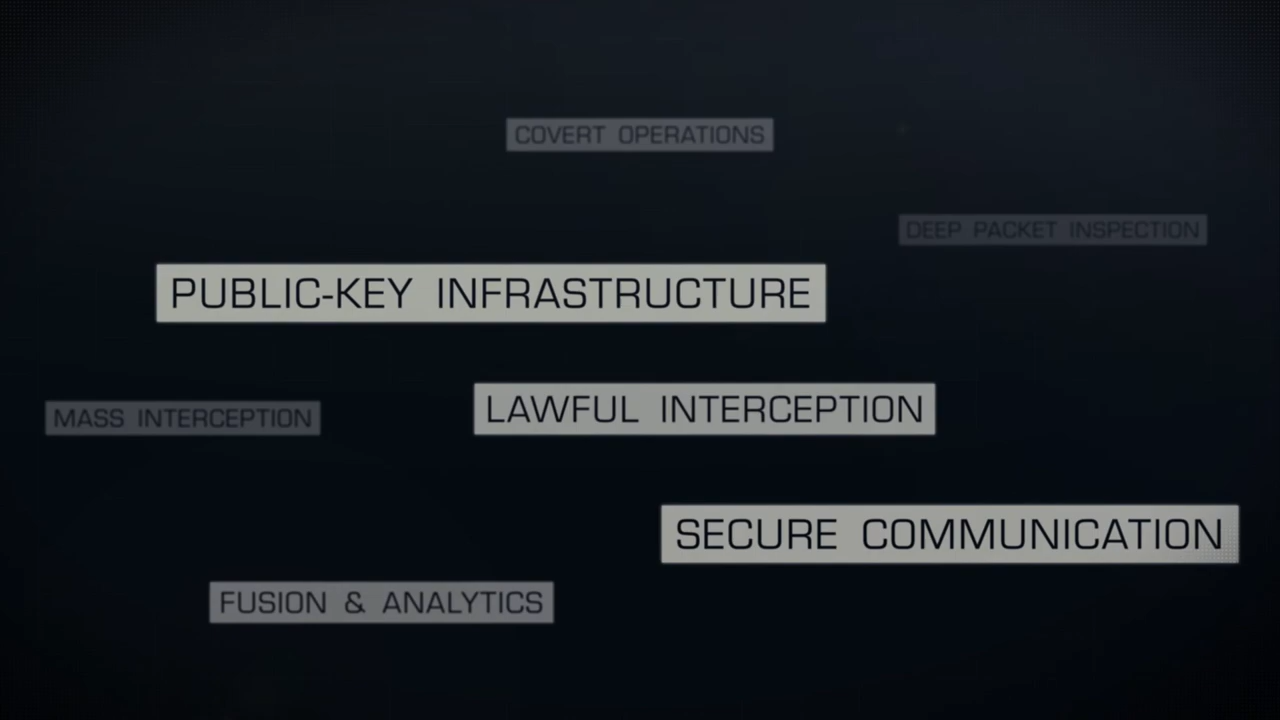 COVERT OPERATIONS
DEEP PACKET INSPECTION
PUBLIC-KEY INFRASTRUCTURE
LAWFUL INTERCEPTION
MASS INTERCEPTION
SECURE COMMUNICATION
FUSION & ANALYTICS